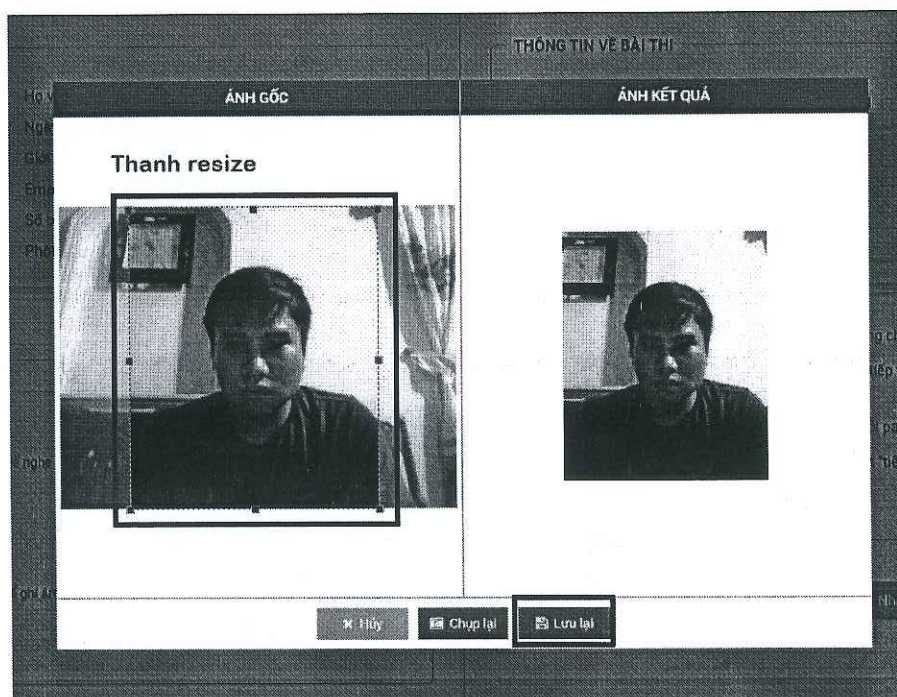 THÔNG TIN VỀ BÀI THI
ẢNH GỐC
ẢNH KẾT QUẢ
Thanh resize
Hủy
Chụp lại
Lưu lại